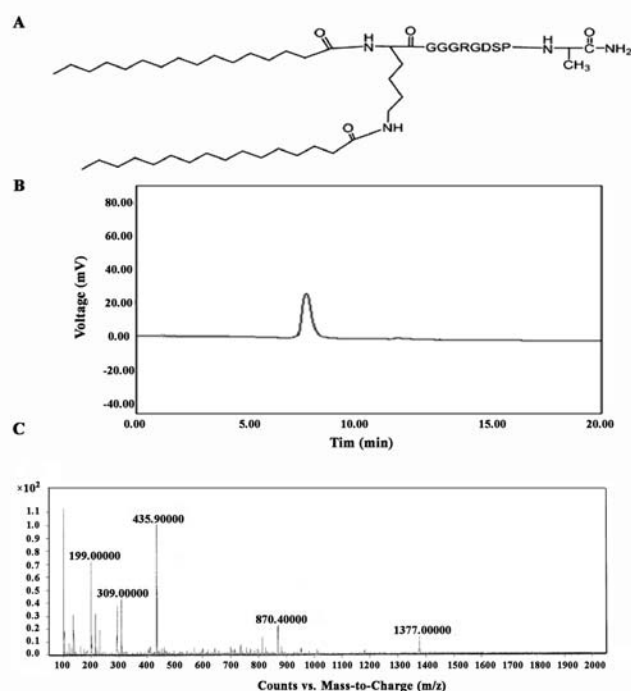 A
O
NH
O
GGGRGDSP
H
N
O
NH₂
CH₃
O
NH
B
80.00
60.00
40.00
20.00
0.00
-20.00
-40.00
Voltage (mV)
0.00 5.00 10.00 15.00 20.00
Tim (min)
C
×10²
1.1
1.0
0.9
0.8
0.7
0.6
0.5
0.4
0.3
0.2
0.1
0.0
435.90000
199.00000
309.00000
870.40000
1377.00000
100 200 300 400 500 600 700 800 900 1000 1100 1200 1300 1400 1500 1600 1700 1800 1900 2000
Counts vs. Mass-to-Charge (m/z)